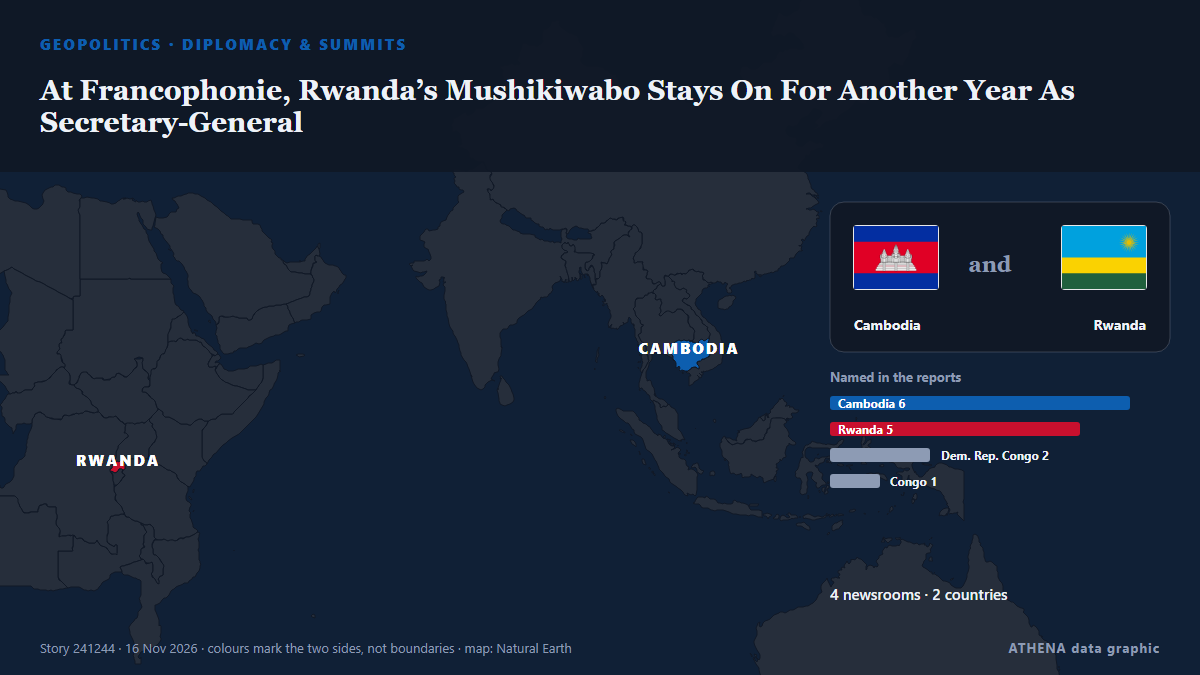 GEOPOLITICS · DIPLOMACY & SUMMITS
At Francophonie, Rwanda’s Mushikiwabo Stays On For Another Year As
Secretary-General
and
Cambodia
Rwanda
CAMBODIA
RWANDA
Named in the reports
Cambodia 6
Rwanda 5
Dem. Rep. Congo 2
Congo 1
4 newsrooms · 2 countries
Story 241244 · 16 Nov 2026 · colours mark the two sides, not boundaries · map: Natural Earth
ATHENA data graphic